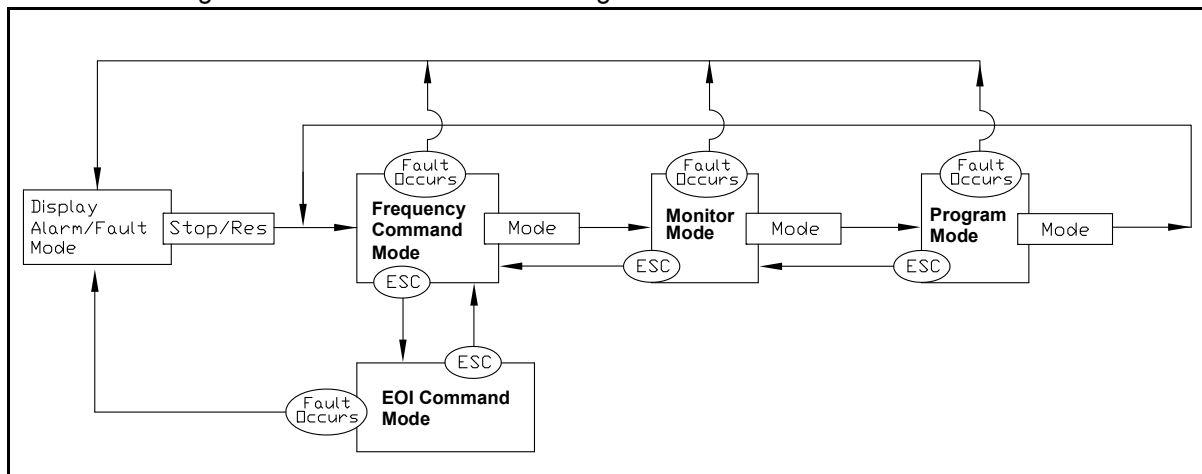 Fault
Occurs
Fault
Occurs
Fault
Occurs
Display
Alarm/Fault
Mode
Stop/Res
Frequency
Command
Mode
Mode
Monitor
Mode
Mode
Program
Mode
Mode
ESC
ESC
ESC
ESC
EOI Command
Mode
Fault
Occurs